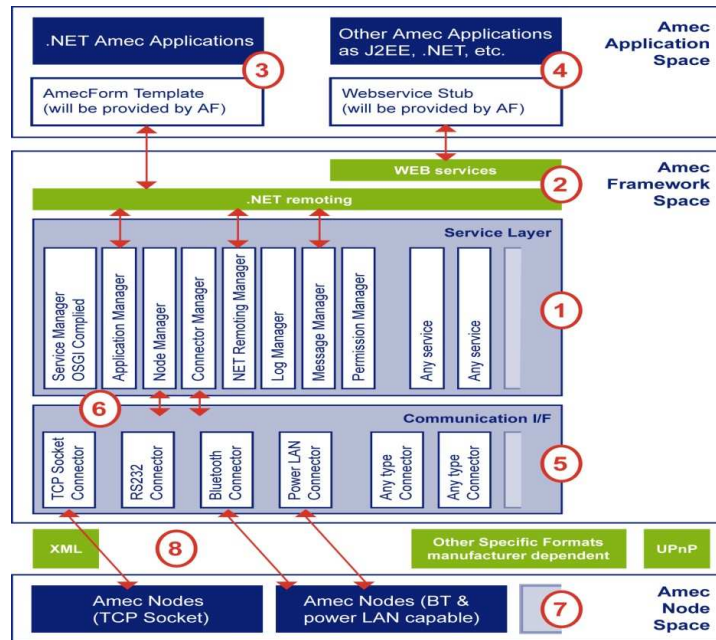 .NET Amec Applications
Other Amec Applications
as J2EE, .NET, etc.
Amec
Application
Space
3
4
AmecForm Template
(will be provided by AF)
Webservice Stub
(will be provided by AF)
WEB services
2
Amec
Framework
Space
.NET remoting
Service Layer
Service Manager
OSGI Complied
Application Manager
Node Manager
Connector Manager
NET Remoting Manager
Log Manager
Message Manager
Permission Manager
Any service
Any service
1
6
Communication I/F
TCP Socket
Connector
RS232
Connector
Bluetooth
Connector
Power LAN
Connector
Any type
Connector
Any type
Connector
5
XML
8
Other Specific Formats
manufacturer dependent
UPnP
Amec Nodes
(TCP Socket)
Amec Nodes (BT &
power LAN capable)
7
Amec
Node
Space